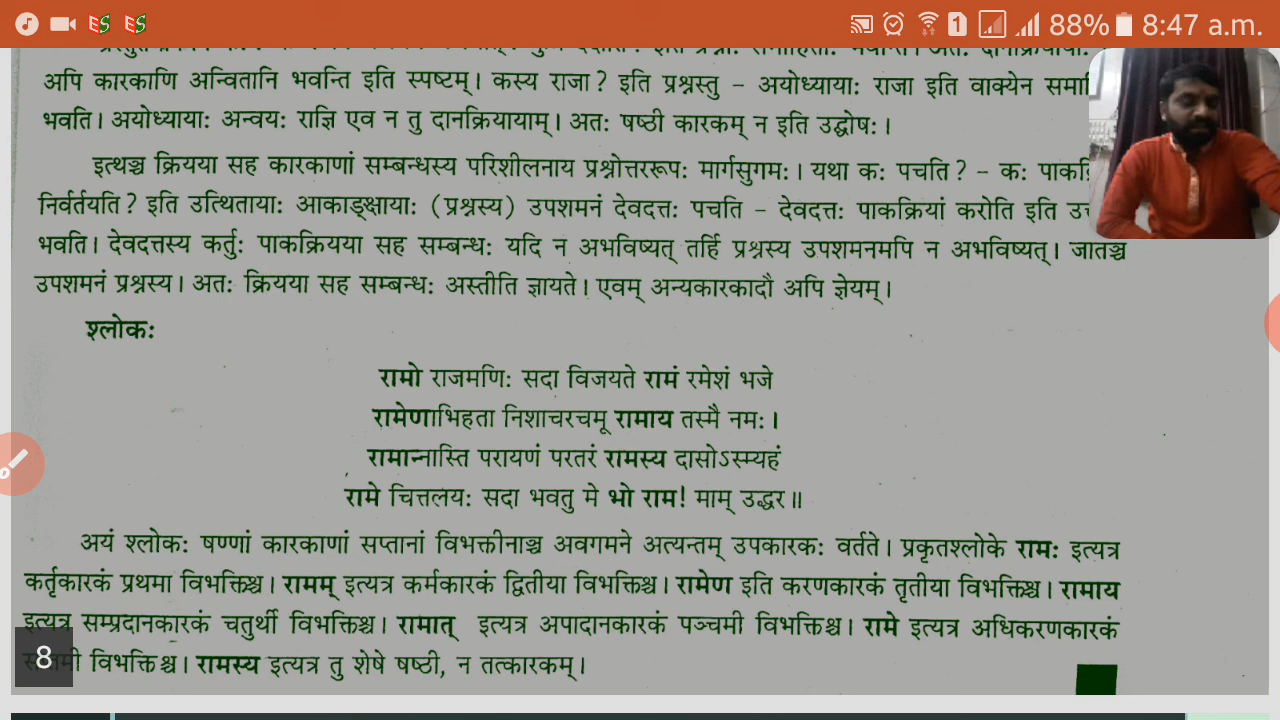 88% 8:47 a.m.
अपि कारकाणि अन्वितानि भवन्ति इति स्पष्टम्। कस्य राजा? इति प्रश्नस्तु – अयोध्यायाः राजा इति वाक्येन
भवति। अयोध्यायाः अन्वयः राज्ञि एव न तु दानक्रियायाम्। अतः षष्ठी कारकम् न इति उद्घोषः।
इत्थञ्च क्रियया सह कारकाणां सम्बन्धस्य परिशीलनाय प्रश्नोत्तररूपः मार्गसुगमः। यथा कः पचति? – कः
निर्वर्तयति? इति उत्थितायाः आकाङ्क्षायाः (प्रश्नस्य) उपशमनं देवदत्तः पचति – देवदत्तः पाकक्रियां करोति इति
भवति। देवदत्तस्य कर्तुः पाकक्रियया सह सम्बन्धः यदि न अभविष्यत् तर्हि प्रश्नस्य उपशमनमपि न अभविष्यत्। जातञ्च
उपशमनं प्रश्नस्य। अतः क्रियया सह सम्बन्धः अस्तीति ज्ञायते। एवम् अन्यकारकादौ अपि ज्ञेयम्।
श्लोकः
रामो राजमणिः सदा विजयते रामं रमेशं भजे
रामेणाभिहता निशाचरचमू रामाय तस्मै नमः।
रामान्नास्ति परायणं परतरं रामस्य दासोऽस्म्यहं
रामे चित्तलयः सदा भवतु मे भो राम! माम् उद्धर॥
अयं श्लोकः षण्णां कारकाणां सप्तानां विभक्तीनाञ्च अवगमने अत्यन्तम् उपकारकः वर्तते। प्रकृतश्लोके रामः इत्यत्र
कर्तृकारकं प्रथमा विभक्तिश्च। रामम् इत्यत्र कर्मकारकं द्वितीया विभक्तिश्च। रामेण इति करणकारकं तृतीया विभक्तिश्च। रामाय
इत्यत्र सम्प्रदानकारकं चतुर्थी विभक्तिश्च। रामात् इत्यत्र अपादानकारकं पञ्चमी विभक्तिश्च। रामे इत्यत्र अधिकरणकारकं
विभक्तिश्च। रामस्य इत्यत्र तु शेषे षष्ठी, न तत्कारकम्।
8